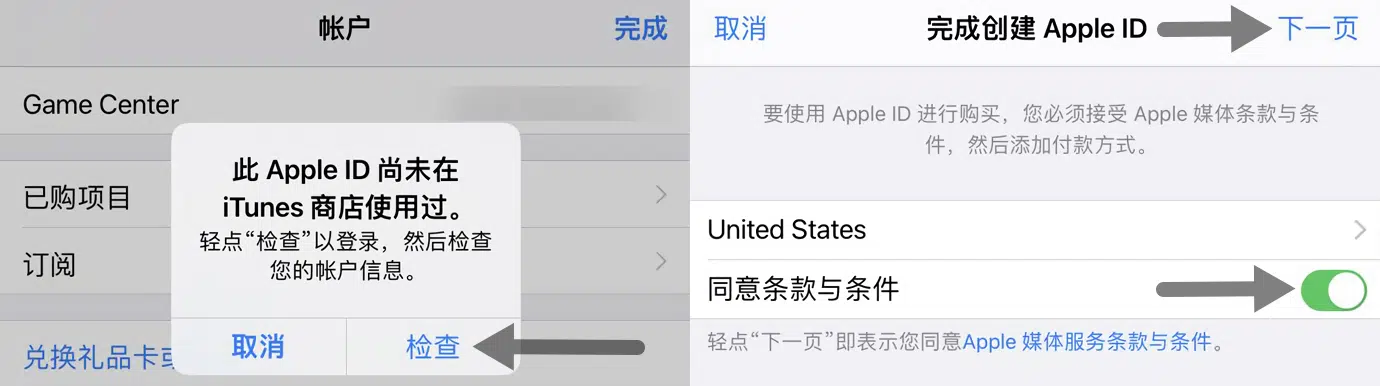 帐户
完成
Game Center
此 Apple ID 尚未在
iTunes 商店使用过。
轻点“检查”以登录，然后检查
您的帐户信息。
取消
检查
已购项目
订阅
兑换礼品卡或
取消
完成创建 Apple ID
下一页
要使用 Apple ID 进行购买，您必须接受 Apple 媒体条款与条
件，然后添加付款方式。
United States
同意条款与条件
轻点“下一页”即表示您同意Apple 媒体服务条款与条件。